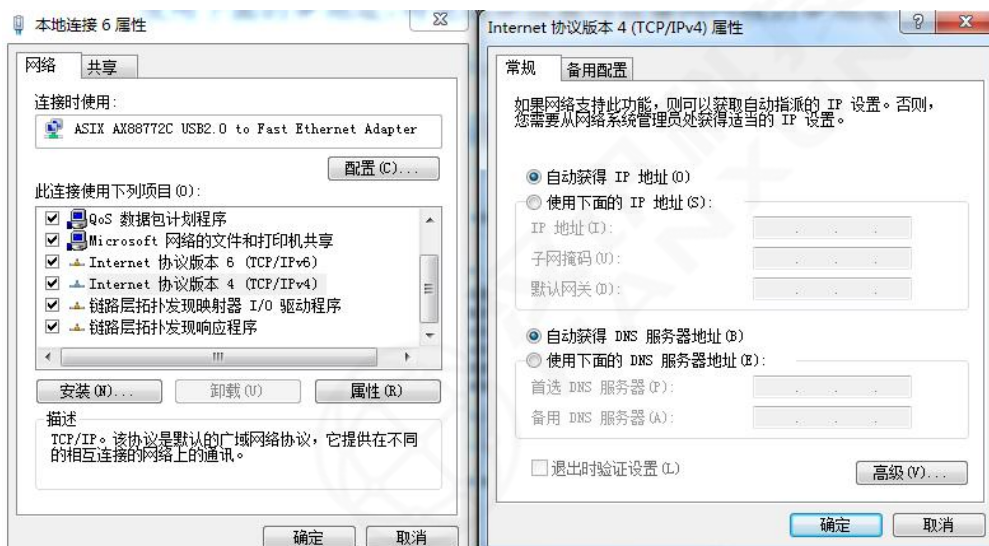 本地连接 6 属性
网络
共享
连接时使用:
ASIX AX88772C USB2.0 to Fast Ethernet Adapter
配置(C)...
此连接使用下列项目(O):
QoS 数据包计划程序
Microsoft 网络的文件和打印机共享
Internet 协议版本 6 (TCP/IPv6)
Internet 协议版本 4 (TCP/IPv4)
链路层拓扑发现映射器 I/O 驱动程序
链路层拓扑发现响应程序
安装(N)...
卸载(U)
属性(R)
描述
TCP/IP。该协议是默认的广域网络协议，它提供在不同
的相互连接的网络上的通讯。
确定
取消
Internet 协议版本 4 (TCP/IPv4) 属性
常规
备用配置
如果网络支持此功能，则可以获取自动指派的 IP 设置。否则，
您需要从网络系统管理员处获得适当的 IP 设置。
自动获得 IP 地址(O)
使用下面的 IP 地址(S):
IP 地址(I):
子网掩码(U):
默认网关(D):
自动获得 DNS 服务器地址(B)
使用下面的 DNS 服务器地址(E):
首选 DNS 服务器(P):
备用 DNS 服务器(A):
退出时验证设置(L)
高级(V)...
确定
取消